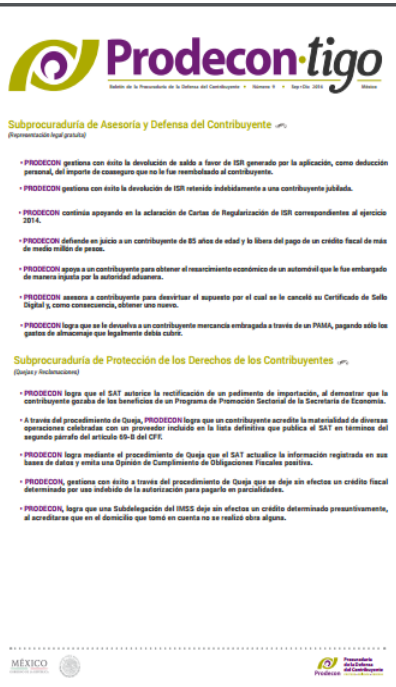 Prodecon·tigo
Boletín de la Procuraduría de la Defensa del Contribuyente • Número 9 • Sep-Dic 2016 México
Subprocuraduría de Asesoría y Defensa del Contribuyente
(Representación legal gratuita)
• PRODECON gestiona con éxito la devolución de saldo a favor de ISR generado por la aplicación, como deducción
personal, del importe de coaseguro que no le fue reembolsado al contribuyente.
• PRODECON gestiona con éxito la devolución de ISR retenido indebidamente a una contribuyente jubilada.
• PRODECON continúa apoyando en la aclaración de Cartas de Regularización de ISR correspondientes al ejercicio
2014.
• PRODECON defiende en juicio a un contribuyente de 85 años de edad y lo libera del pago de un crédito fiscal de más
de medio millón de pesos.
• PRODECON apoya a un contribuyente para obtener el resarcimiento económico de un automóvil que le fue embargado
de manera injusta por la autoridad aduanera.
• PRODECON asesora a contribuyente para desvirtuar el supuesto por el cual se le canceló su Certificado de Sello
Digital y, como consecuencia, obtener uno nuevo.
• PRODECON logra que se le devuelva a un contribuyente mercancía embragada a través de un PAMA, pagando sólo los
gastos de almacenaje que legalmente debía cubrir.
Subprocuraduría de Protección de los Derechos de los Contribuyentes
(Quejas y Reclamaciones)
• PRODECON logra que el SAT autorice la rectificación de un pedimento de importación, al demostrar que la
contribuyente gozaba de los beneficios de un Programa de Promoción Sectorial de la Secretaría de Economía.
• A través del procedimiento de Queja, PRODECON logra que un contribuyente acredite la materialidad de diversas
operaciones celebradas con un proveedor incluido en la lista definitiva que publica el SAT en términos del
segundo párrafo del artículo 69-B del CFF.
• PRODECON logra mediante el procedimiento de Queja que el SAT actualice la información registrada en sus
bases de datos y emita una Opinión de Cumplimiento de Obligaciones Fiscales positiva.
• PRODECON, gestiona con éxito a través del procedimiento de Queja que se deje sin efectos un crédito fiscal
determinado por uso indebido de la autorización para pagarlo en parcialidades.
• PRODECON, logra que una Subdelegación del IMSS deje sin efectos un crédito determinado presuntivamente,
al acreditarse que en el domicilio que tomó en cuenta no se realizó obra alguna.
MÉXICO
Prodecon
Procuraduría
de la Defensa
del Contribuyente